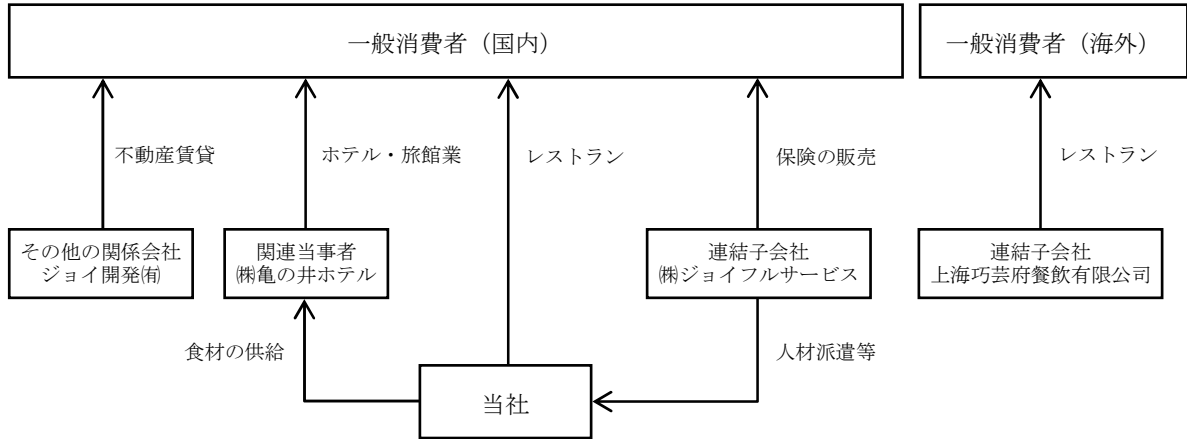 一般消費者（国内）
一般消費者（海外）
不動産賃貸
ホテル・旅館業
レストラン
保険の販売
レストラン
その他の関係会社
ジョイ開発㈲
関連当事者
㈱亀の井ホテル
連結子会社
㈱ジョイフルサービス
連結子会社
上海巧芸府餐飲有限公司
食材の供給
人材派遣等
当社